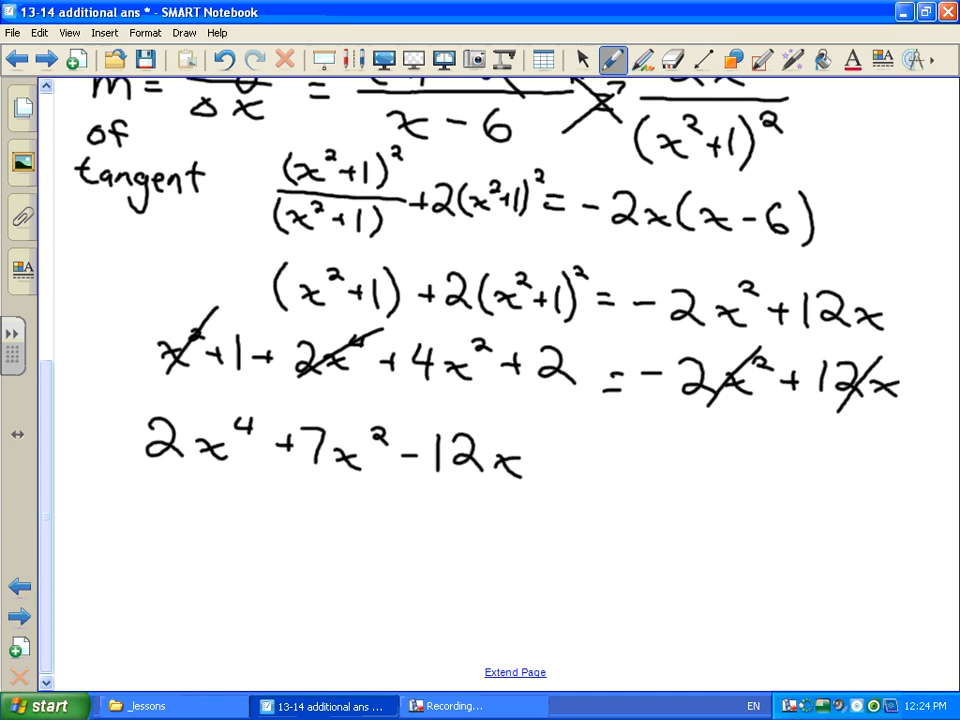 13-14 additional ans * - SMART Notebook
File Edit View Insert Format Draw Help
m = Δx = x - 6 (x²+1)²
of
tangent
(x²+1)²/(x²+1) + 2(x²+1)² = -2x(x-6)
(x²+1) + 2(x²+1)² = -2x²+12x
x²+1+ 2x⁴ +4x²+2 = -2x²+12x
2x⁴ +7x² -12x
Extend Page
start _lessons 13-14 additional ans ... Recording... EN 12:24 PM